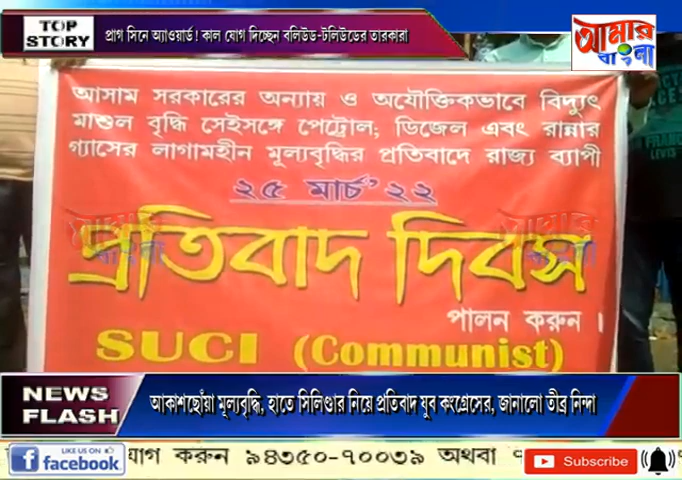 TOP STORY
প্রাগ সিনে অ্যাওয়ার্ড! কাল যোগ দিচ্ছেন বলিউড-টলিউডের তারকারা
আমার বাংলা
আসাম সরকারের অন্যায় ও অযৌক্তিকভাবে বিদ্যুৎ
মাশুল বৃদ্ধি সেইসঙ্গে পেট্রোল; ডিজেল এবং রান্নার
গ্যাসের লাগামহীন মূল্যবৃদ্ধির প্রতিবাদে রাজ্য ব্যাপী
২৫ মার্চ'২২
প্রতিবাদ দিবস
আমার বাংলা
আমার বাংলা
পালন করুন ।
SUCI (Communist)
NEWS FLASH
আকাশছোঁয়া মূল্যবৃদ্ধি, হাতে সিলিণ্ডার নিয়ে প্রতিবাদ যুব কংগ্রেসের, জানালো তীব্র নিন্দা
LIKE US ON
facebook
গ করুন ৯৪৩৫০-৭০০৩৯ অথবা
Subscribe